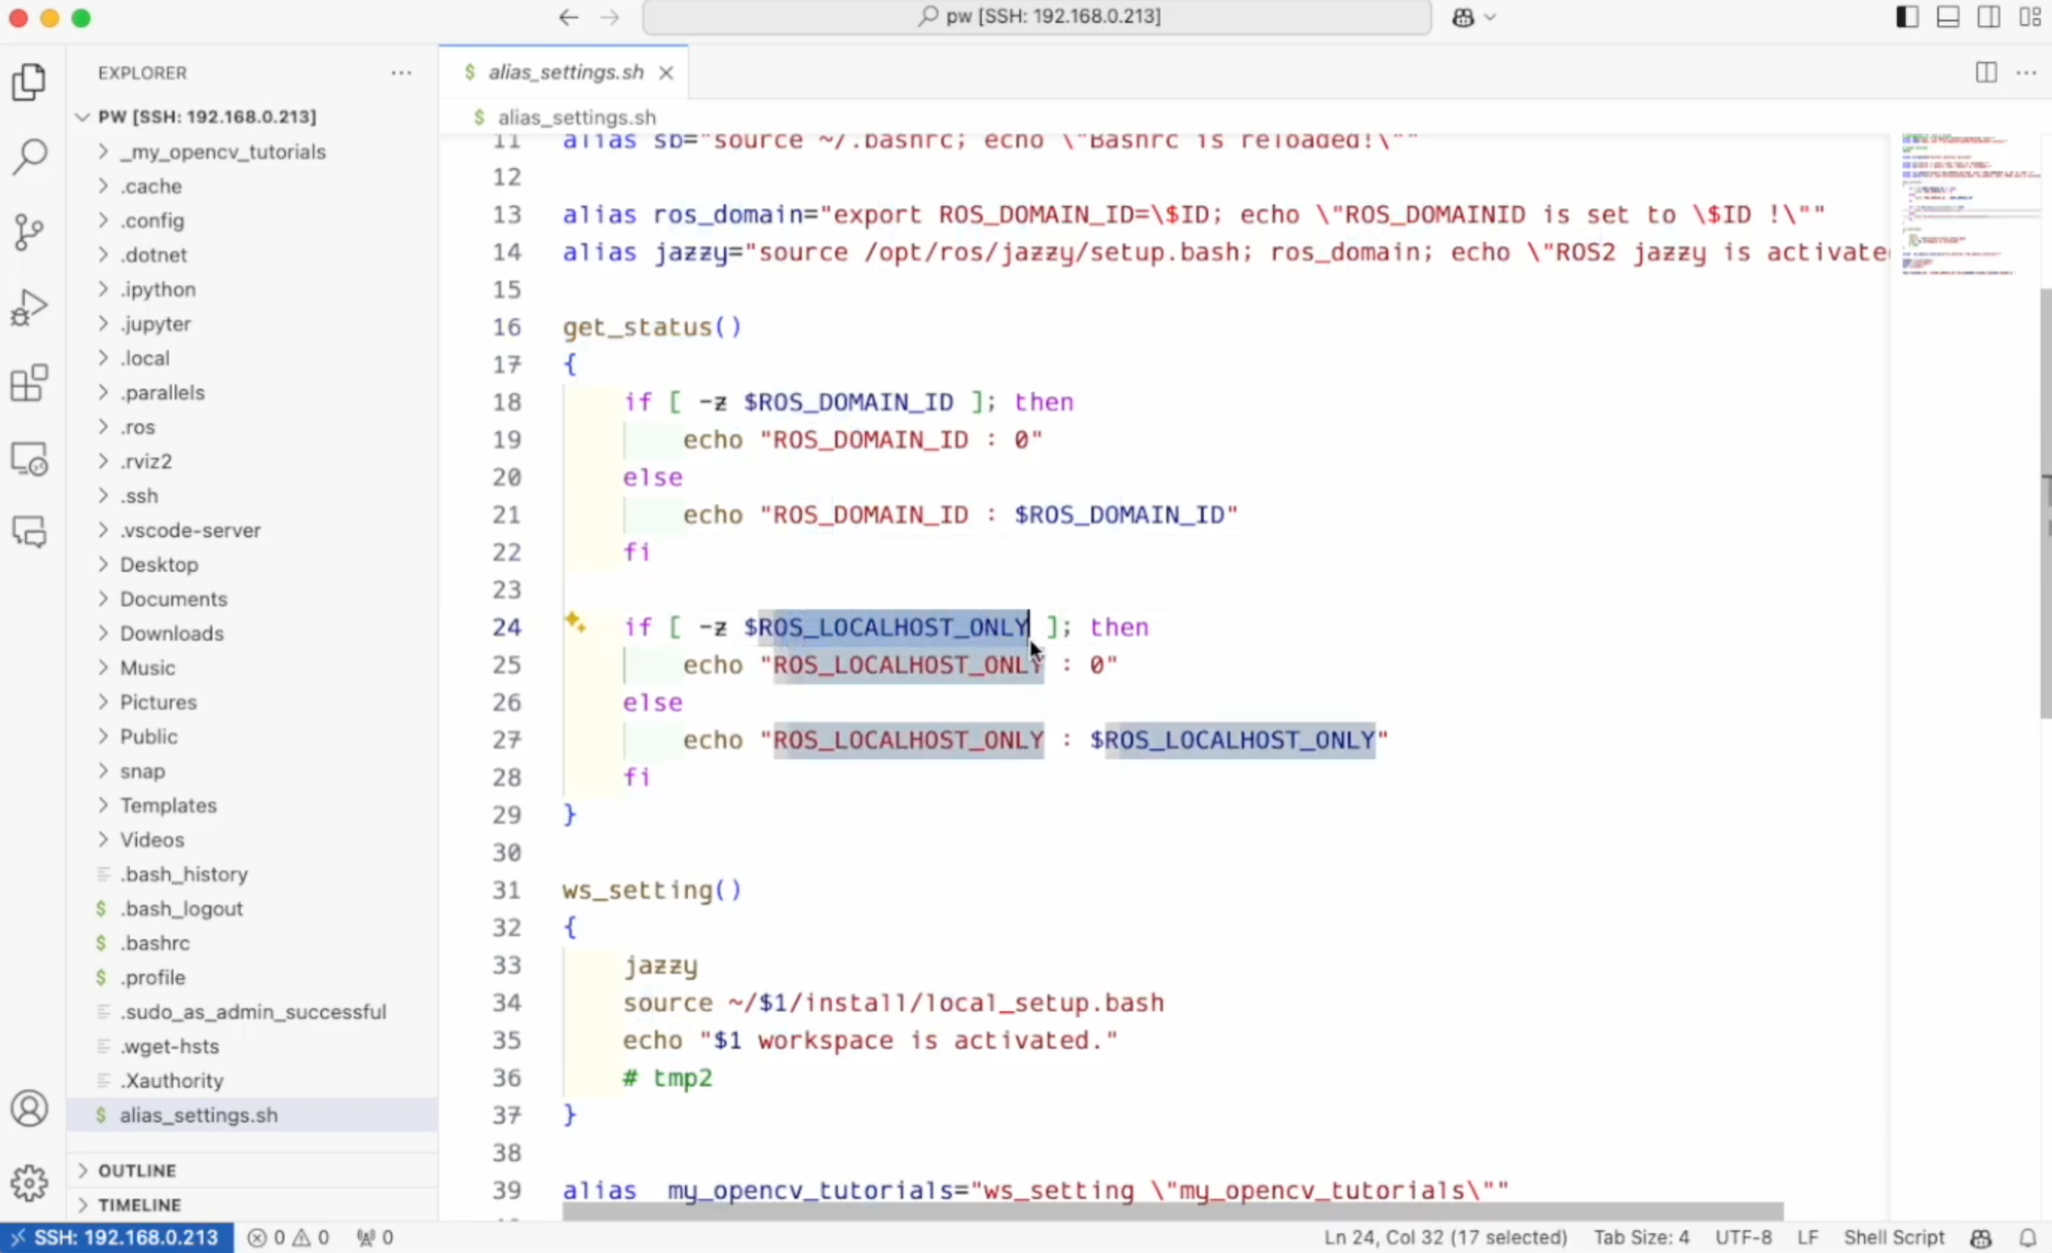 pw [SSH: 192.168.0.213]
EXPLORER
PW [SSH: 192.168.0.213]
_my_opencv_tutorials
.cache
.config
.dotnet
.ipython
.jupyter
.local
.parallels
.ros
.rviz2
.ssh
.vscode-server
Desktop
Documents
Downloads
Music
Pictures
Public
snap
Templates
Videos
.bash_history
$ .bash_logout
$ .bashrc
$ .profile
.sudo_as_admin_successful
.wget-hsts
.Xauthority
$ alias_settings.sh
OUTLINE
TIMELINE
$ alias_settings.sh
$ alias_settings.sh
11 alias sb="source ~/.bashrc; echo \"Bashrc is reloaded!\""
12
13 alias ros_domain="export ROS_DOMAIN_ID=\$ID; echo \"ROS_DOMAINID is set to \$ID !\""
14 alias jazzy="source /opt/ros/jazzy/setup.bash; ros_domain; echo \"ROS2 jazzy is activate
15
16 get_status()
17 {
18 if [ -z $ROS_DOMAIN_ID ]; then
19 echo "ROS_DOMAIN_ID : 0"
20 else
21 echo "ROS_DOMAIN_ID : $ROS_DOMAIN_ID"
22 fi
23
24 if [ -z $ROS_LOCALHOST_ONLY ]; then
25 echo "ROS_LOCALHOST_ONLY : 0"
26 else
27 echo "ROS_LOCALHOST_ONLY : $ROS_LOCALHOST_ONLY"
28 fi
29 }
30
31 ws_setting()
32 {
33 jazzy
34 source ~/$1/install/local_setup.bash
35 echo "$1 workspace is activated."
36 # tmp2
37 }
38
39 alias my_opencv_tutorials="ws_setting \"my_opencv_tutorials\""
SSH: 192.168.0.213 0 0 0 Ln 24, Col 32 (17 selected) Tab Size: 4 UTF-8 LF Shell Script